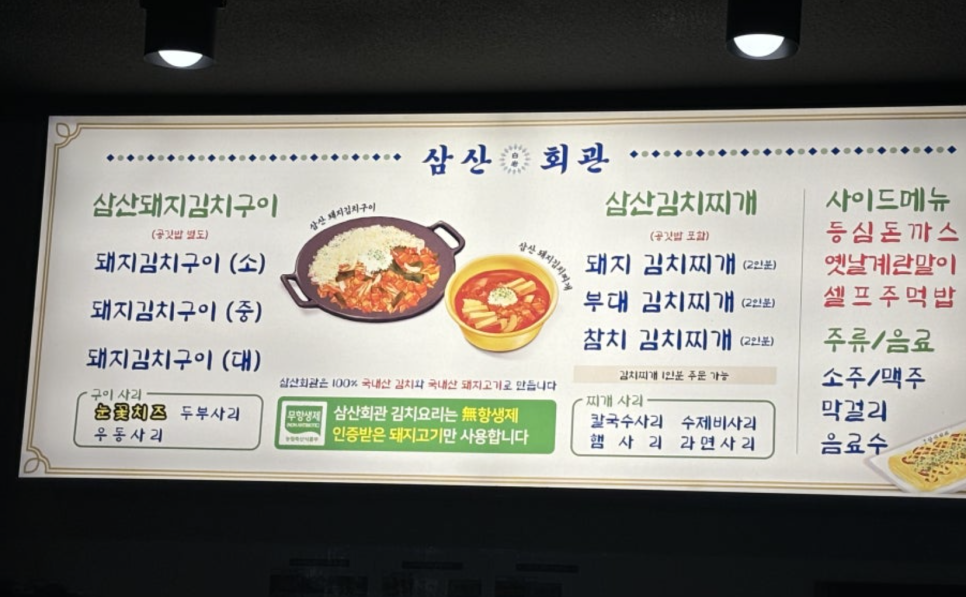 삼산 회관
삼산돼지김치구이
(공깃밥 별도)
돼지김치구이 (소)
돼지김치구이 (중)
돼지김치구이 (대)
구이 사리
눈꽃치즈 두부사리
우동사리
삼산 돼지김치구이
삼산 돼지김치찌개
삼산회관은 100% 국내산 김치와 국내산 돼지고기로 만듭니다
무항생제
NON ANTIBIOTIC
농림축산식품부
삼산회관 김치요리는 無항생제
인증받은 돼지고기만 사용합니다
삼산김치찌개
(공깃밥 포함)
돼지 김치찌개 (2인분)
부대 김치찌개 (2인분)
참치 김치찌개 (2인분)
김치찌개 1인분 주문 가능
찌개 사리
칼국수사리 수제비사리
햄 사 리 라면사리
사이드메뉴
등심돈까스
옛날계란말이
셀프주먹밥
주류/음료
소주/맥주
막걸리
음료수